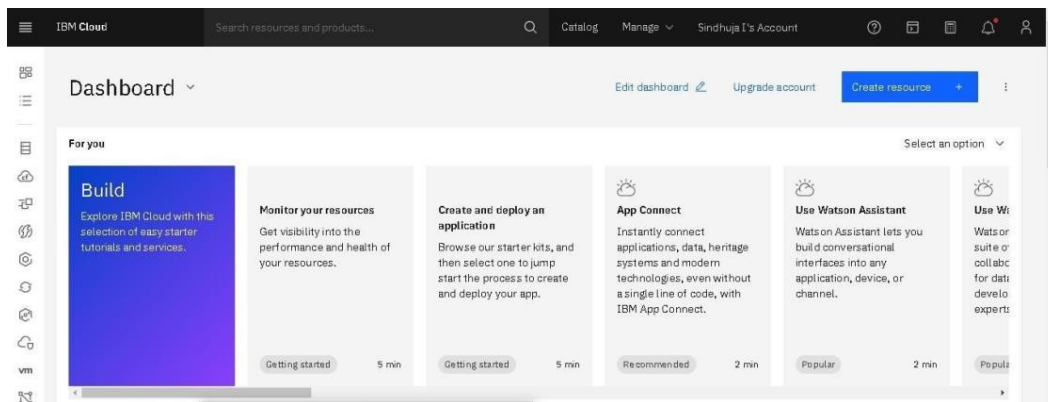 IBM Cloud
Search resources and products...
Catalog
Manage
Sindhuja I's Account
Dashboard
Edit dashboard
Upgrade account
Create resource +
For you
Select an option
Build
Explore IBM Cloud with this
selection of easy starter
tutorials and services.
Monitor your resources
Get visibility into the
performance and health of
your resources.
Getting started
5 min
Create and deploy an
application
Browse our starter kits, and
then select one to jump
start the process to create
and deploy your app.
Getting started
5 min
App Connect
Instantly connect
applications, data, heritage
systems and modern
technologies, even without
a single line of code, with
IBM App Connect.
Recommended
2 min
Use Watson Assistant
Watson Assistant lets you
build conversational
interfaces into any
application, device, or
channel.
Popular
2 min
Use
suite
for
vm